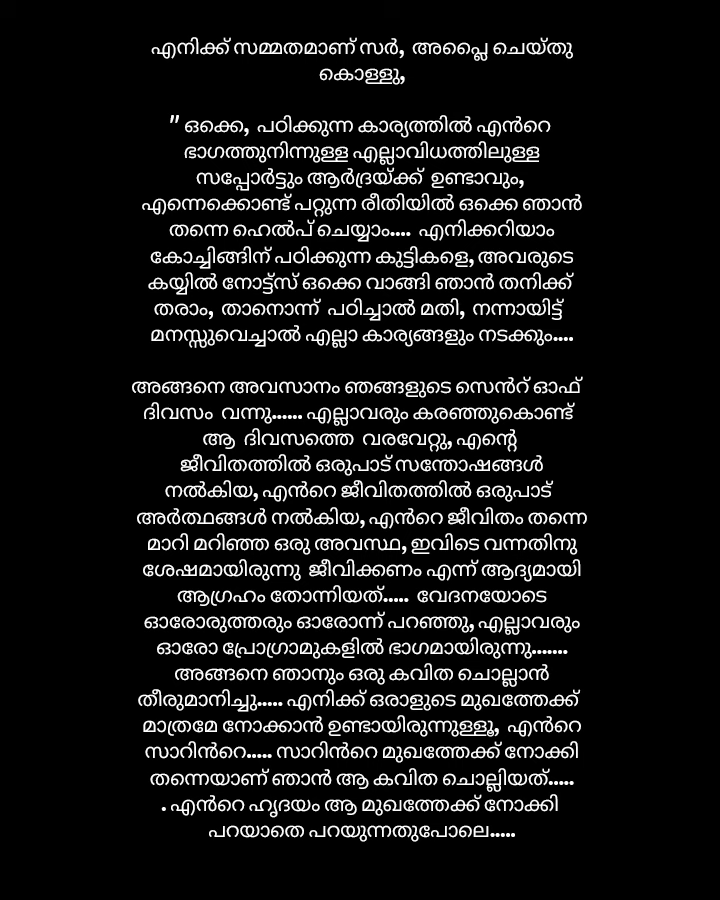 എനിക്ക് സമ്മതമാണ് സർ, അപ്ലൈ ചെയ്തു
കൊള്ളു,
" ഒക്കെ, പഠിക്കുന്ന കാര്യത്തിൽ എൻറെ
ഭാഗത്തുനിന്നുള്ള എല്ലാവിധത്തിലുള്ള
സപ്പോർട്ടും ആർദ്രയ്ക്ക് ഉണ്ടാവും,
എന്നെക്കൊണ്ട് പറ്റുന്ന രീതിയിൽ ഒക്കെ ഞാൻ
തന്നെ ഹെൽപ് ചെയ്യാം.... എനിക്കറിയാം
കോച്ചിങ്ങിന് പഠിക്കുന്ന കുട്ടികളെ, അവരുടെ
കയ്യിൽ നോട്ട്സ് ഒക്കെ വാങ്ങി ഞാൻ തനിക്ക്
തരാം, താനൊന്ന് പഠിച്ചാൽ മതി, നന്നായിട്ട്
മനസ്സുവെച്ചാൽ എല്ലാ കാര്യങ്ങളും നടക്കും....
അങ്ങനെ അവസാനം ഞങ്ങളുടെ സെൻറ് ഓഫ്
ദിവസം വന്നു...... എല്ലാവരും കരഞ്ഞുകൊണ്ട്
ആ ദിവസത്തെ വരവേറ്റു, എന്റെ
ജീവിതത്തിൽ ഒരുപാട് സന്തോഷങ്ങൾ
നൽകിയ, എൻറെ ജീവിതത്തിൽ ഒരുപാട്
അർത്ഥങ്ങൾ നൽകിയ, എൻറെ ജീവിതം തന്നെ
മാറി മറിഞ്ഞ ഒരു അവസ്ഥ, ഇവിടെ വന്നതിനു
ശേഷമായിരുന്നു ജീവിക്കണം എന്ന് ആദ്യമായി
ആഗ്രഹം തോന്നിയത്..... വേദനയോടെ
ഓരോരുത്തരും ഓരോന്ന് പറഞ്ഞു, എല്ലാവരും
ഓരോ പ്രോഗ്രാമുകളിൽ ഭാഗമായിരുന്നു.......
അങ്ങനെ ഞാനും ഒരു കവിത ചൊല്ലാൻ
തീരുമാനിച്ചു..... എനിക്ക് ഒരാളുടെ മുഖത്തേക്ക്
മാത്രമേ നോക്കാൻ ഉണ്ടായിരുന്നുള്ളൂ, എൻറെ
സാറിൻറെ..... സാറിൻറെ മുഖത്തേക്ക് നോക്കി
തന്നെയാണ് ഞാൻ ആ കവിത ചൊല്ലിയത്.....
. എൻറെ ഹൃദയം ആ മുഖത്തേക്ക് നോക്കി
പറയാതെ പറയുന്നതുപോലെ.....